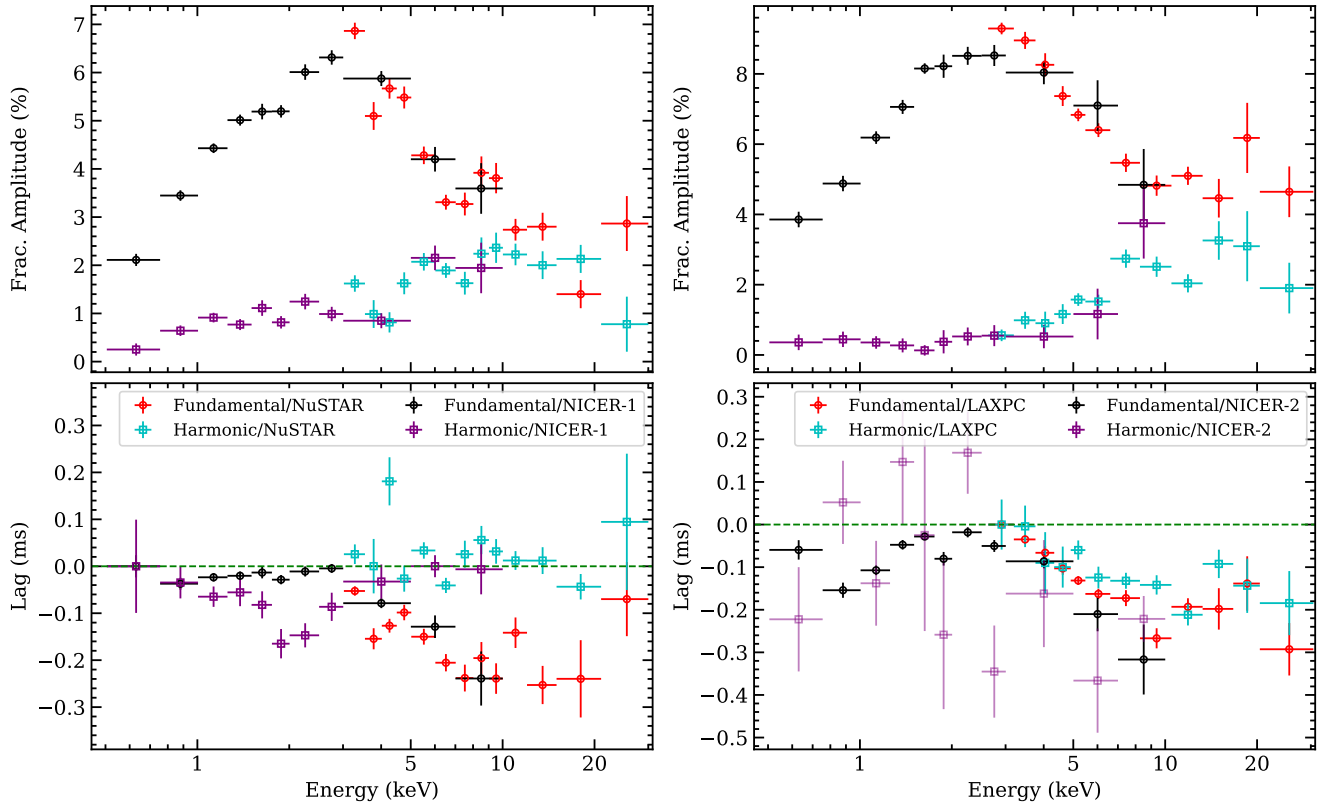 7
6
5
4
3
2
1
0
Frac. Amplitude (%)
8
6
4
2
0
Frac. Amplitude (%)
Fundamental/NuSTAR
Harmonic/NuSTAR
Fundamental/NICER-1
Harmonic/NICER-1
0.3
0.2
0.1
0.0
−0.1
−0.2
−0.3
Lag (ms)
1
5
10
20
Energy (keV)
Fundamental/LAXPC
Harmonic/LAXPC
Fundamental/NICER-2
Harmonic/NICER-2
0.3
0.2
0.1
0.0
−0.1
−0.2
−0.3
−0.4
−0.5
Lag (ms)
1
5
10
20
Energy (keV)